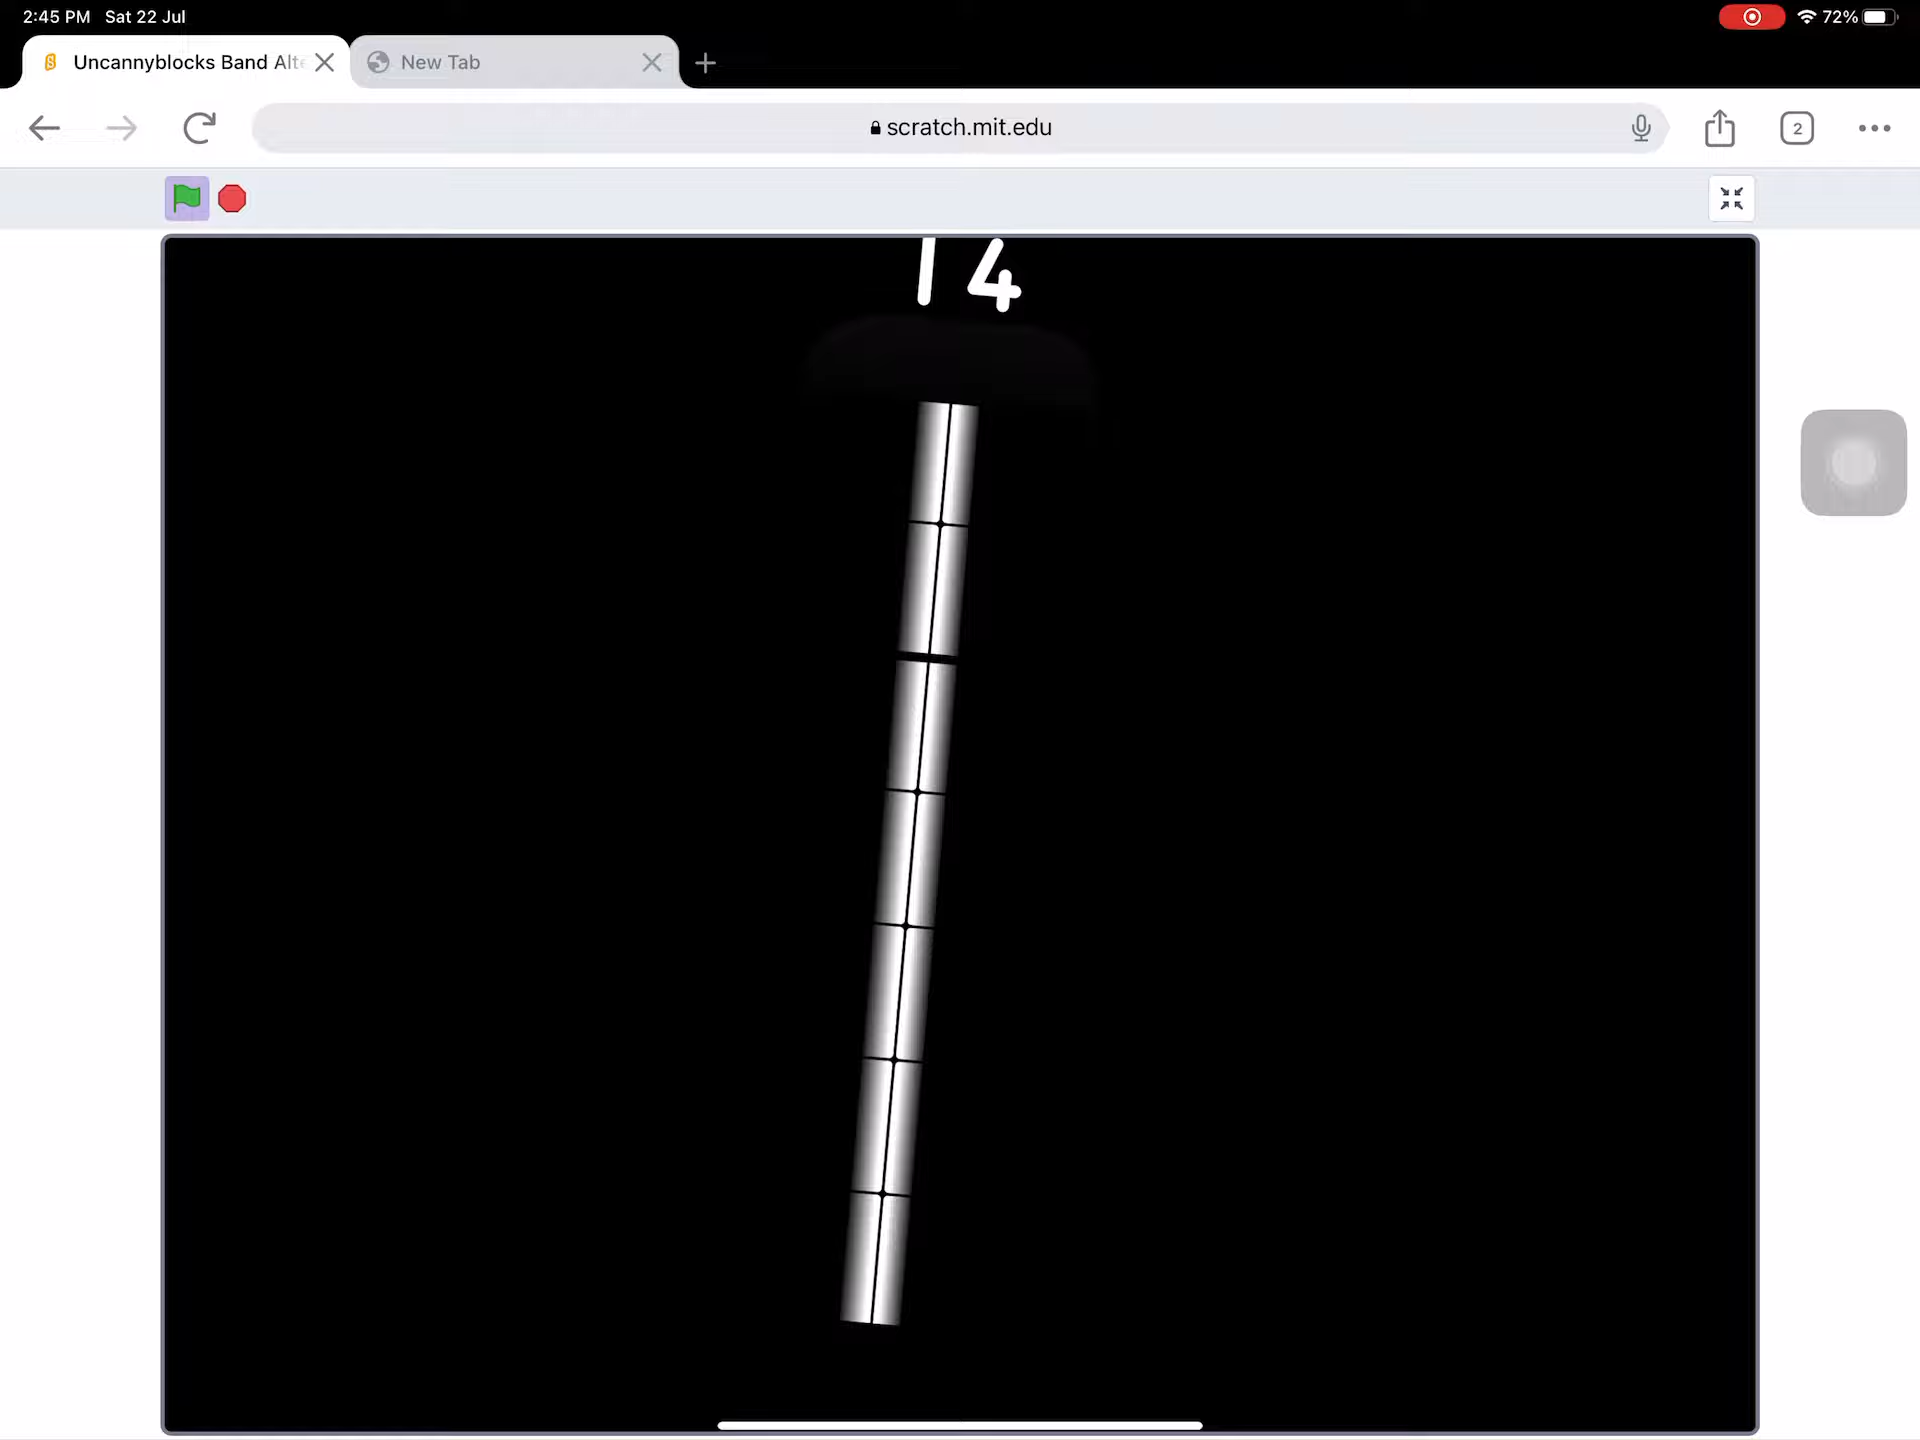 2:45 PM Sat 22 Jul
72%
Uncannyblocks Band Alt
New Tab
scratch.mit.edu
2
14